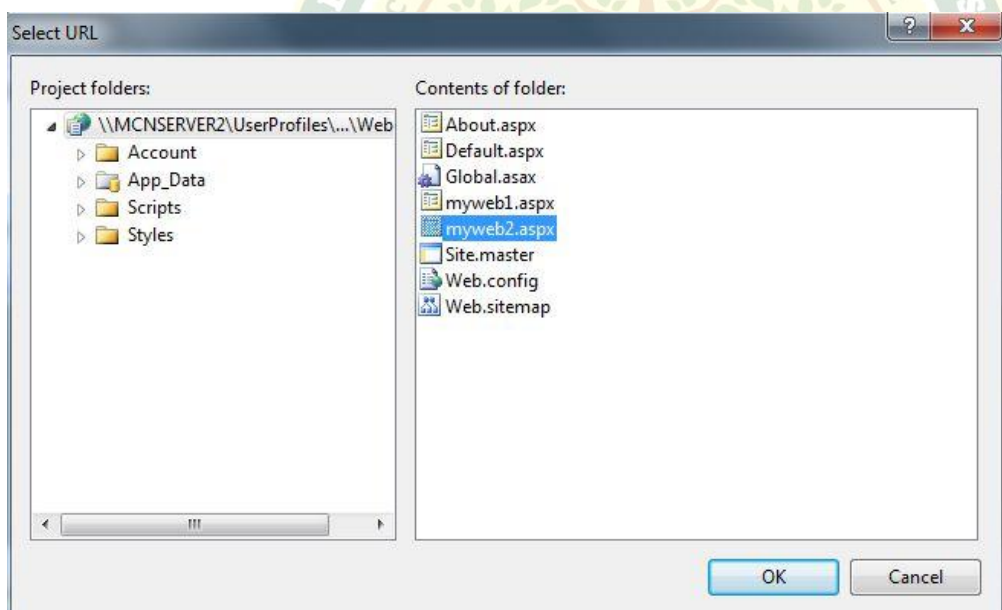 Select URL
Project folders:
\\MCNSERVER2\UserProfiles\...\Web
Account
App_Data
Scripts
Styles
Contents of folder:
About.aspx
Default.aspx
Global.asax
myweb1.aspx
myweb2.aspx
Site.master
Web.config
Web.sitemap
OK
Cancel